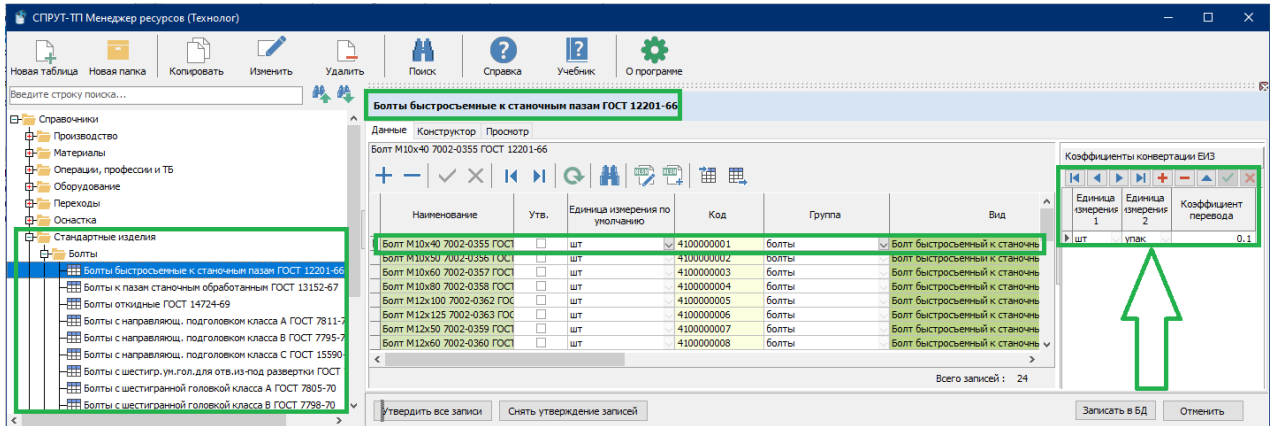 СПРУТ-ТП Менеджер ресурсов (Технолог)
Новая таблица Новая папка Копировать Изменить Удалить Поиск Справка Учебник О программе
Введите строку поиска...
Справочники
Производство
Материалы
Операции, профессии и ТБ
Оборудование
Переходы
Оснастка
Стандартные изделия
Болты
Болты быстросъемные к станочным пазам ГОСТ 12201-66
Болты к пазам станочным обработанным ГОСТ 13152-67
Болты откидные ГОСТ 14724-69
Болты с направляющ. подголовком класса А ГОСТ 7811-7
Болты с направляющ. подголовком класса В ГОСТ 7795-7
Болты с направляющ. подголовком класса С ГОСТ 15590-
Болты с шестигр.ум.гол.для отв.из-под развертки ГОСТ
Болты с шестигранной головкой класса А ГОСТ 7805-70
Болты с шестигранной головкой класса В ГОСТ 7798-70
Болты быстросъемные к станочным пазам ГОСТ 12201-66
Данные Конструктор Просмотр
Болт М10х40 7002-0355 ГОСТ 12201-66
Наименование Утв. Единица измерения по умолчанию Код Группа Вид
Болт М10х40 7002-0355 ГОСТ шт 4100000001 болты Болт быстросъемный к станочнь
Болт М10х50 7002-0356 ГОСТ шт 4100000002 болты Болт быстросъемный к станочнь
Болт М10х60 7002-0357 ГОСТ шт 4100000003 болты Болт быстросъемный к станочнь
Болт М10х80 7002-0358 ГОСТ шт 4100000004 болты Болт быстросъемный к станочнь
Болт М12х100 7002-0362 ГОС шт 4100000005 болты Болт быстросъемный к станочнь
Болт М12х125 7002-0363 ГОС шт 4100000006 болты Болт быстросъемный к станочнь
Болт М12х50 7002-0359 ГОСТ шт 4100000007 болты Болт быстросъемный к станочнь
Болт М12х60 7002-0360 ГОСТ шт 4100000008 болты Болт быстросъемный к станочнь
Всего записей : 24
Утвердить все записи Снять утверждение записей
Коэффициенты конвертации ЕИЗ
Единица измерения 1 Единица измерения 2 Коэффициент перевода
шт упак 0.1
Записать в БД Отменить